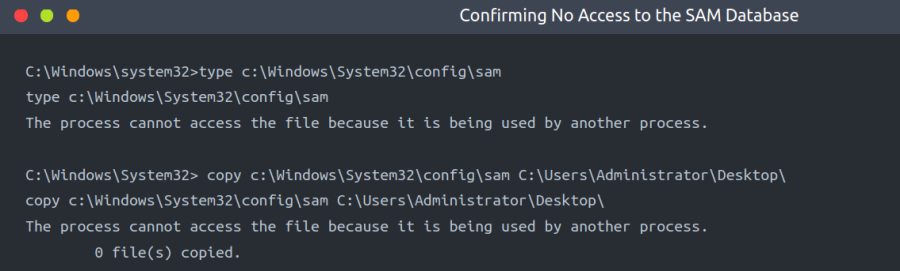 Confirming No Access to the SAM Database
C:\Windows\system32>type c:\Windows\System32\config\sam
type c:\Windows\System32\config\sam
The process cannot access the file because it is being used by another process.
C:\Windows\System32> copy c:\Windows\System32\config\sam C:\Users\Administrator\Desktop\
copy c:\Windows\System32\config\sam C:\Users\Administrator\Desktop\
The process cannot access the file because it is being used by another process.
0 file(s) copied.